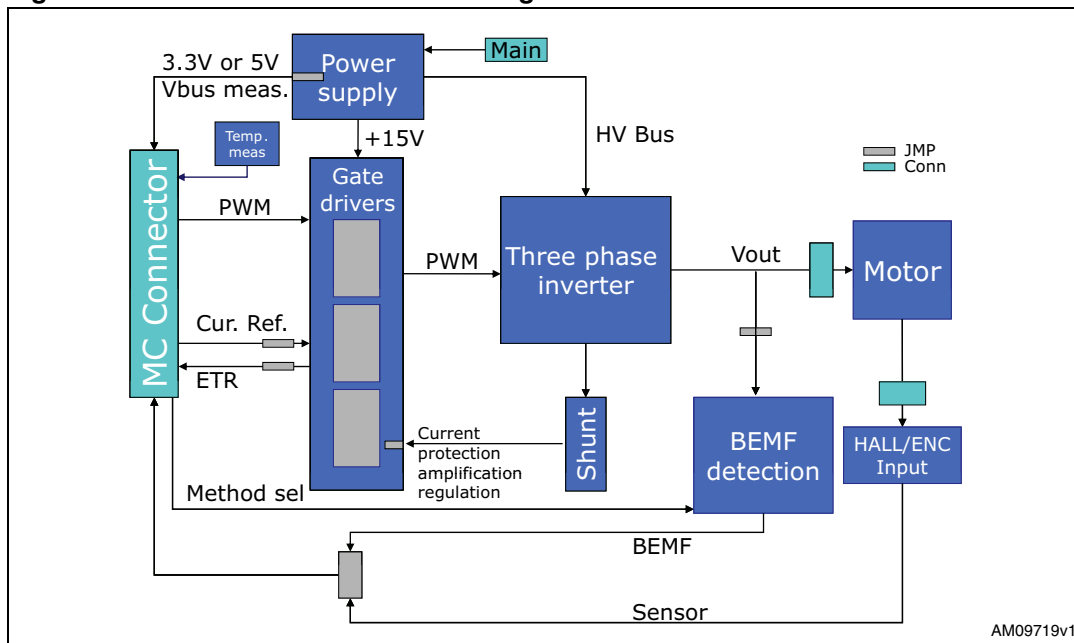 Main
3.3V or 5V
Vbus meas.
Power
supply
+15V
HV Bus
Temp.
meas
JMP
Conn
MC Connector
Gate
drivers
PWM
PWM
Three phase
inverter
Vout
Motor
Cur. Ref.
ETR
Current
protection
amplification
regulation
Shunt
BEMF
detection
HALL/ENC
Input
Method sel
BEMF
Sensor
AM09719v1